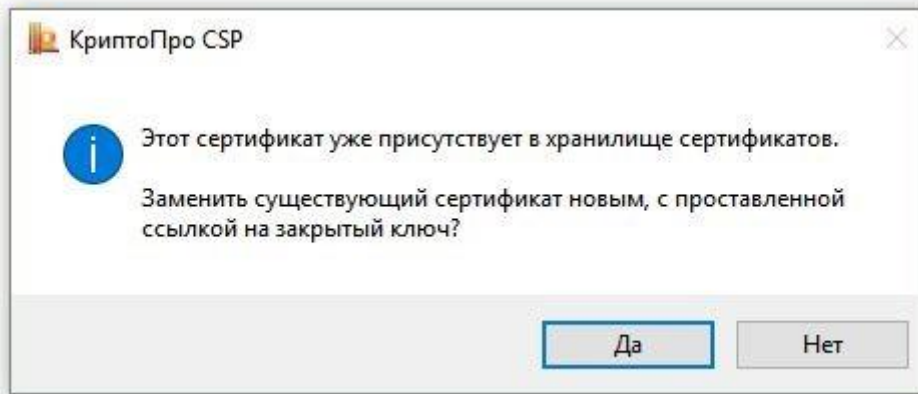 КриптоПро CSP
Этот сертификат уже присутствует в хранилище сертификатов.
Заменить существующий сертификат новым, с проставленной
ссылкой на закрытый ключ?
Да
Нет